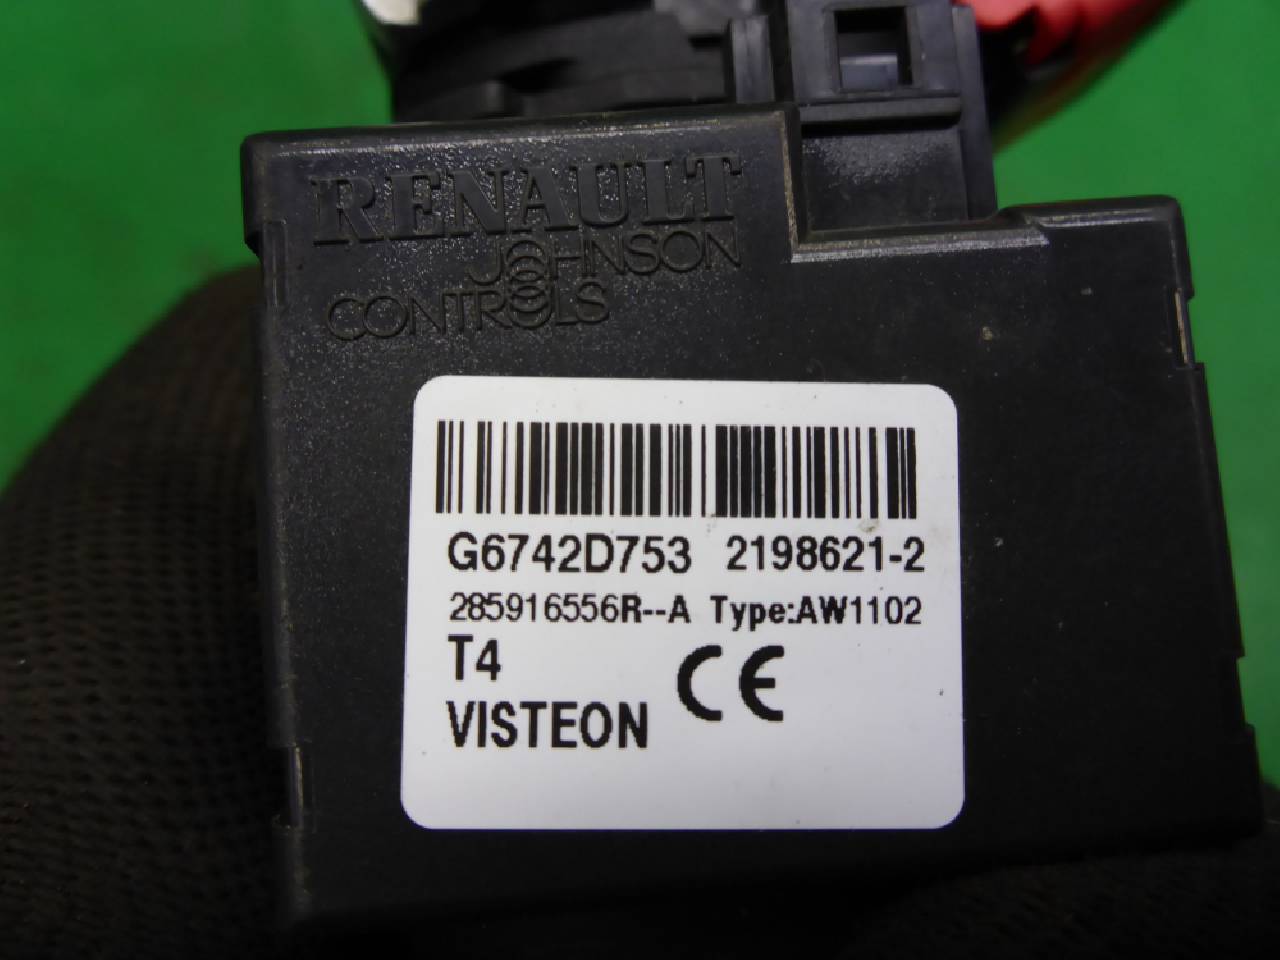 RENAULT
JOHNSON
CONTROLS
G6742D753 2198621-2
285916556R--A Type:AW1102
T4
CE
VISTEON